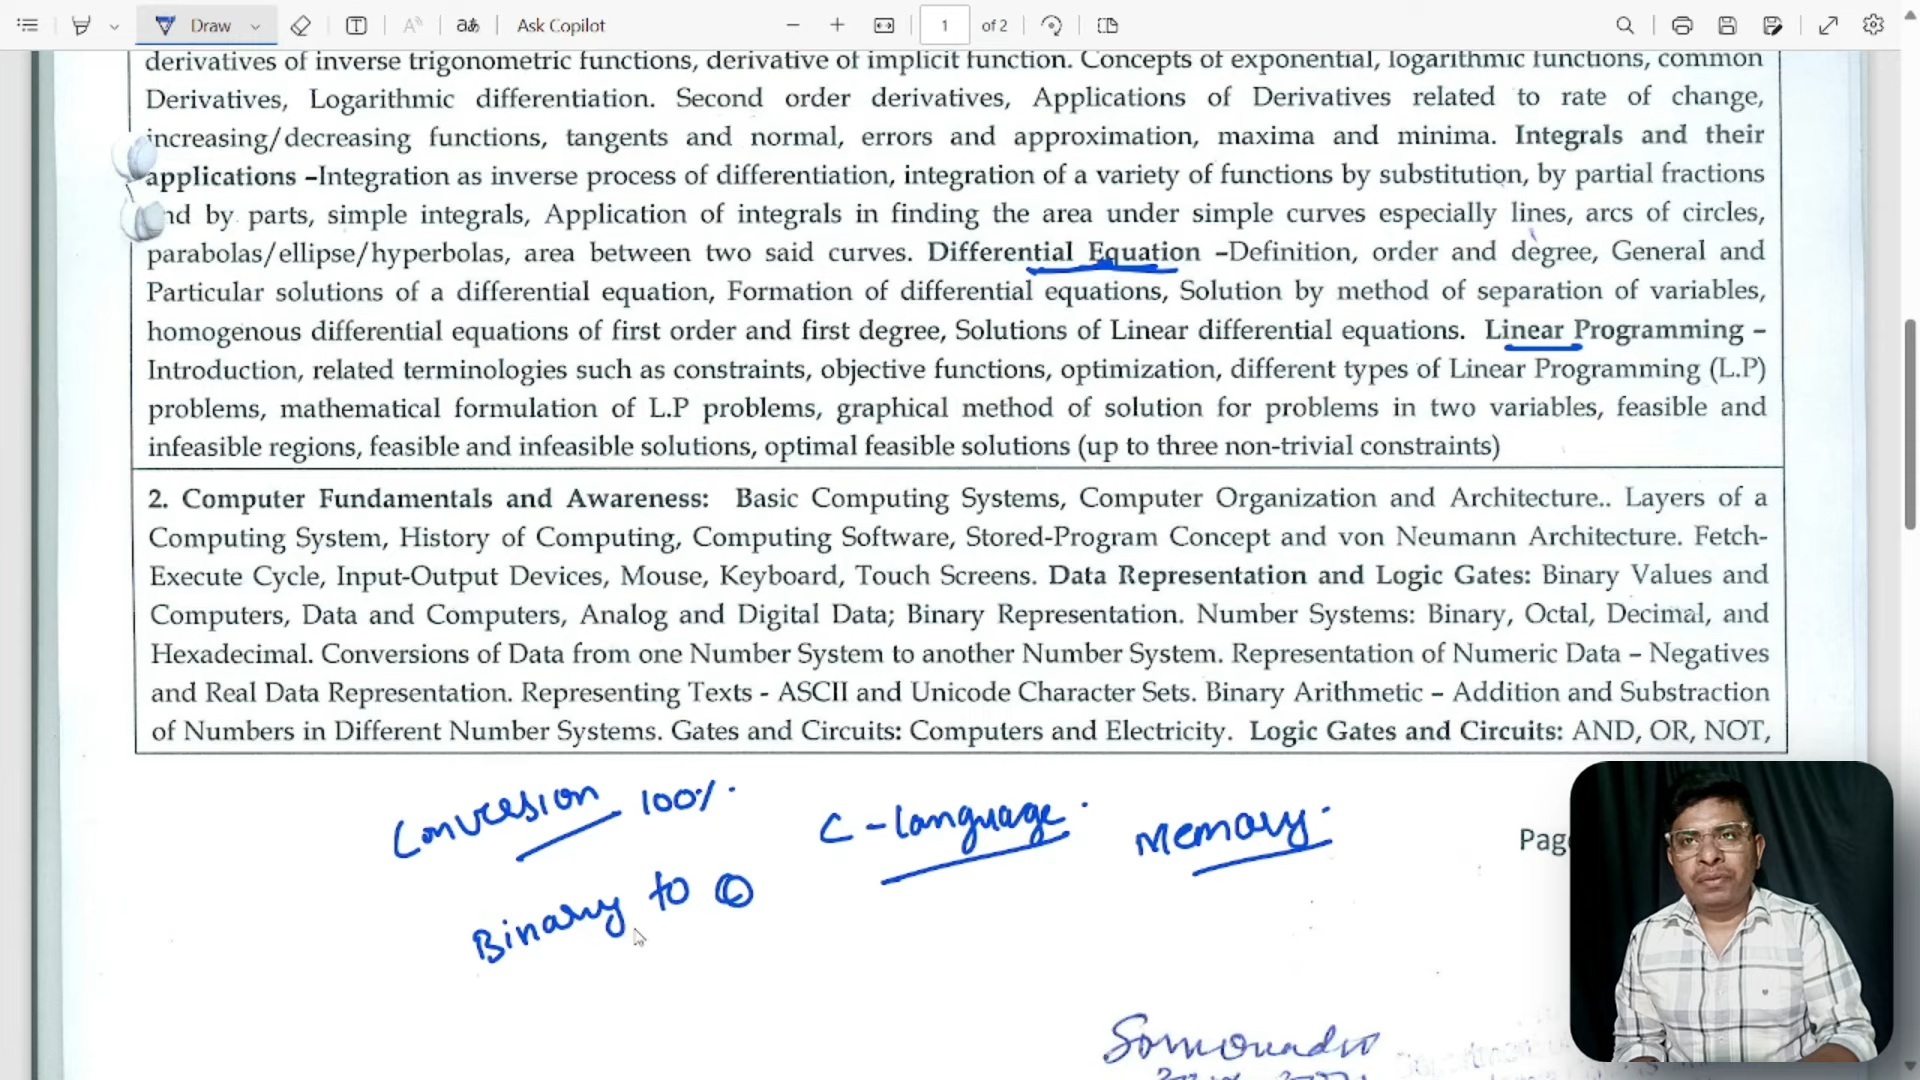 Draw
Ask Copilot
1 of 2
derivatives of inverse trigonometric functions, derivative of implicit function. Concepts of exponential, logarithmic functions, common
Derivatives, Logarithmic differentiation. Second order derivatives, Applications of Derivatives related to rate of change,
increasing/decreasing functions, tangents and normal, errors and approximation, maxima and minima. Integrals and their
applications –Integration as inverse process of differentiation, integration of a variety of functions by substitution, by partial fractions
nd by parts, simple integrals, Application of integrals in finding the area under simple curves especially lines, arcs of circles,
parabolas/ellipse/hyperbolas, area between two said curves. Differential Equation –Definition, order and degree, General and
Particular solutions of a differential equation, Formation of differential equations, Solution by method of separation of variables,
homogenous differential equations of first order and first degree, Solutions of Linear differential equations. Linear Programming –
Introduction, related terminologies such as constraints, objective functions, optimization, different types of Linear Programming (L.P)
problems, mathematical formulation of L.P problems, graphical method of solution for problems in two variables, feasible and
infeasible regions, feasible and infeasible solutions, optimal feasible solutions (up to three non-trivial constraints)
2. Computer Fundamentals and Awareness: Basic Computing Systems, Computer Organization and Architecture.. Layers of a
Computing System, History of Computing, Computing Software, Stored-Program Concept and von Neumann Architecture. Fetch-
Execute Cycle, Input-Output Devices, Mouse, Keyboard, Touch Screens. Data Representation and Logic Gates: Binary Values and
Computers, Data and Computers, Analog and Digital Data; Binary Representation. Number Systems: Binary, Octal, Decimal, and
Hexadecimal. Conversions of Data from one Number System to another Number System. Representation of Numeric Data – Negatives
and Real Data Representation. Representing Texts - ASCII and Unicode Character Sets. Binary Arithmetic – Addition and Substraction
of Numbers in Different Number Systems. Gates and Circuits: Computers and Electricity. Logic Gates and Circuits: AND, OR, NOT,
Conversion 100%.
C-language.
Memory.
Page
Binary to